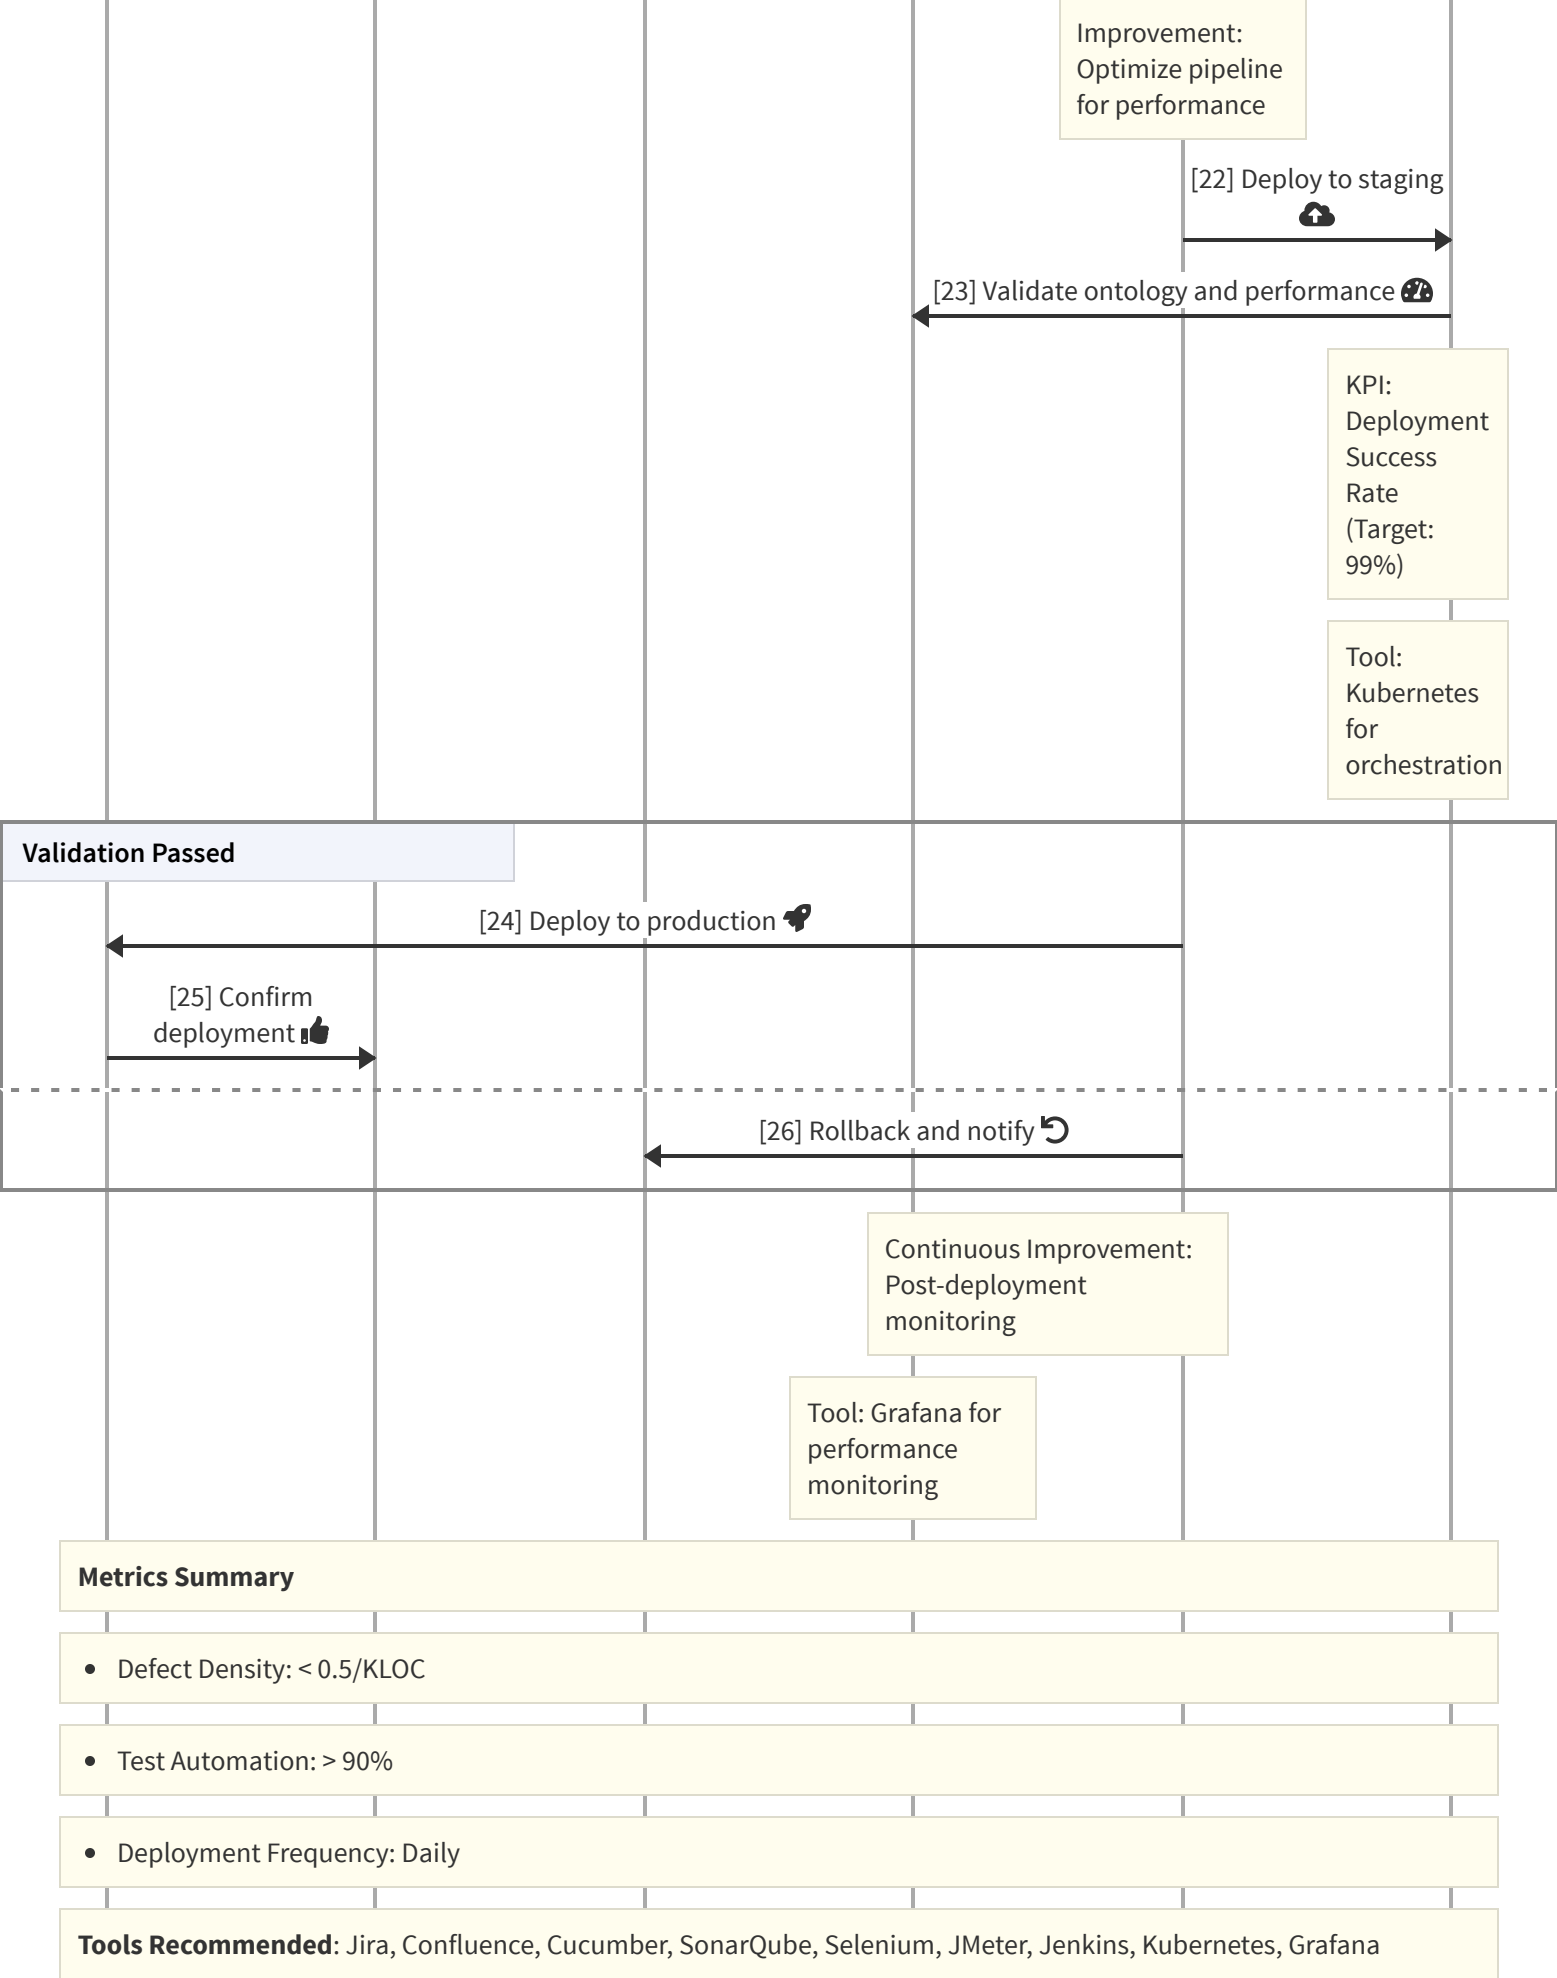 Improvement:
Optimize pipeline
for performance
[22] Deploy to staging
[23] Validate ontology and performance
KPI:
Deployment
Success
Rate
(Target:
99%)
Tool:
Kubernetes
for
orchestration
Validation Passed
[24] Deploy to production
[25] Confirm
deployment
[26] Rollback and notify
Continuous Improvement:
Post-deployment
monitoring
Tool: Grafana for
performance
monitoring
Metrics Summary
• Defect Density: < 0.5/KLOC
• Test Automation: > 90%
• Deployment Frequency: Daily
Tools Recommended: Jira, Confluence, Cucumber, SonarQube, Selenium, JMeter, Jenkins, Kubernetes, Grafana